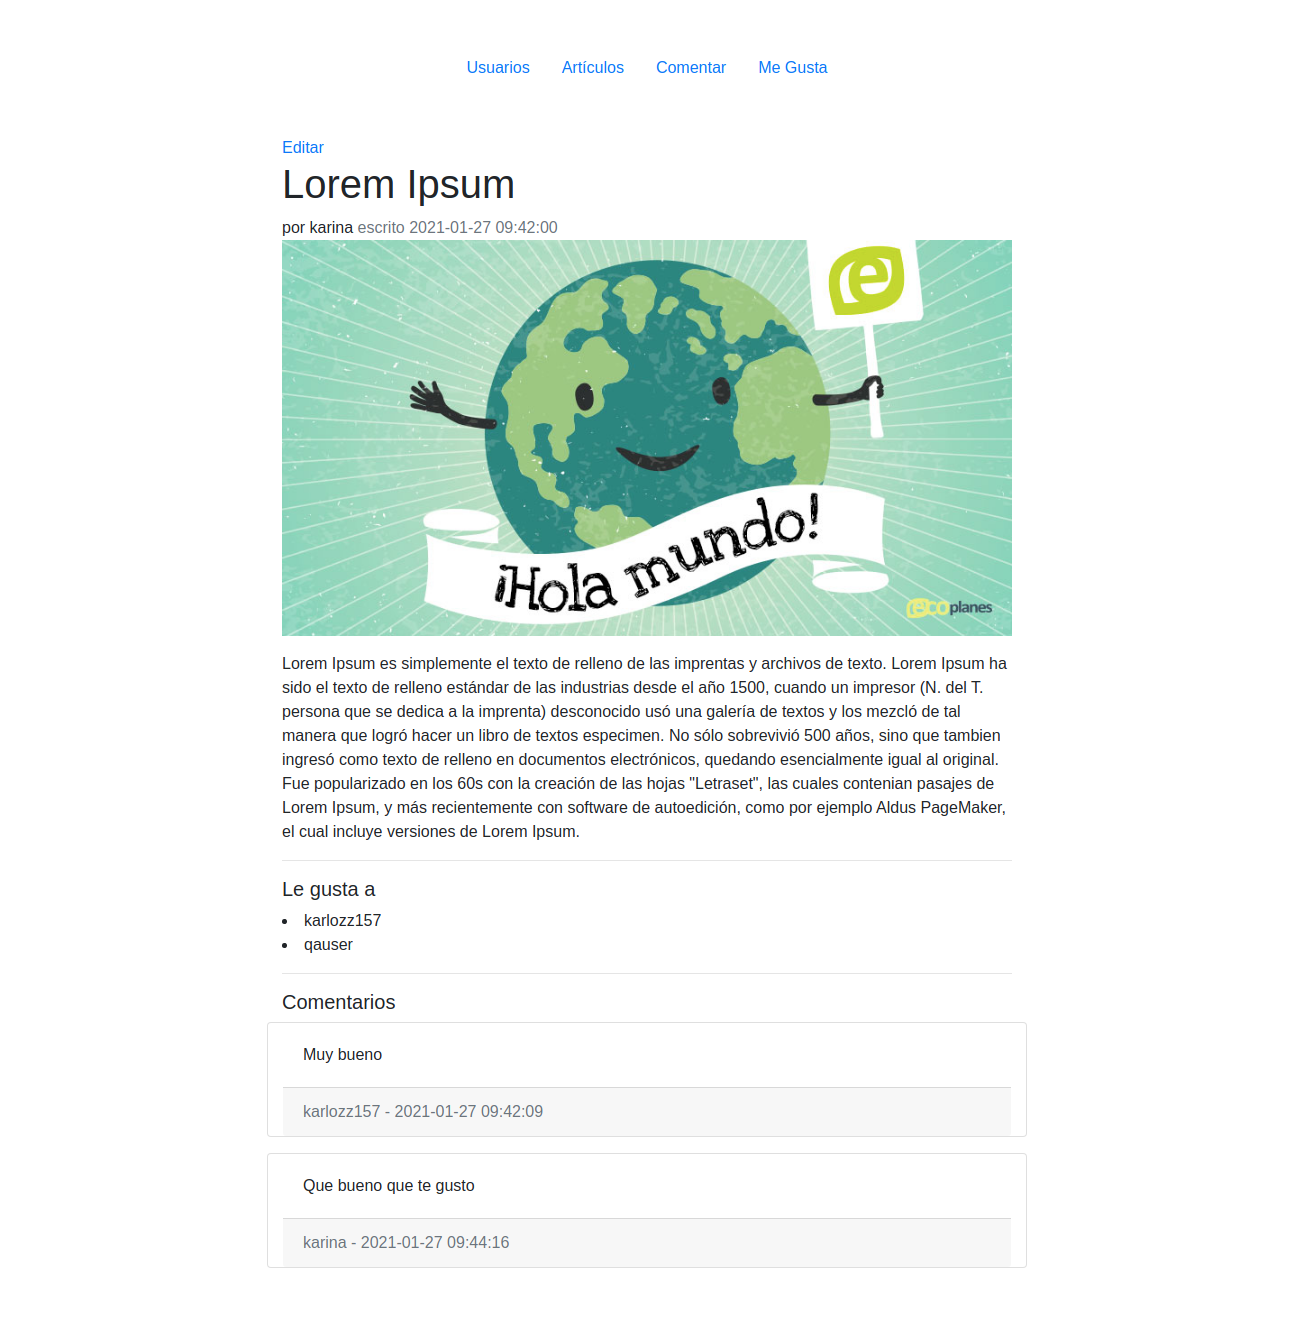 Usuarios Artículos Comentar Me Gusta
Editar
Lorem Ipsum
por karina escrito 2021-01-27 09:42:00
e
¡Hola mundo!
ecoplanes
Lorem Ipsum es simplemente el texto de relleno de las imprentas y archivos de texto. Lorem Ipsum ha
sido el texto de relleno estándar de las industrias desde el año 1500, cuando un impresor (N. del T.
persona que se dedica a la imprenta) desconocido usó una galería de textos y los mezcló de tal
manera que logró hacer un libro de textos especimen. No sólo sobrevivió 500 años, sino que tambien
ingresó como texto de relleno en documentos electrónicos, quedando esencialmente igual al original.
Fue popularizado en los 60s con la creación de las hojas "Letraset", las cuales contenian pasajes de
Lorem Ipsum, y más recientemente con software de autoedición, como por ejemplo Aldus PageMaker,
el cual incluye versiones de Lorem Ipsum.
Le gusta a
• karlozz157
• qauser
Comentarios
Muy bueno
karlozz157 - 2021-01-27 09:42:09
Que bueno que te gusto
karina - 2021-01-27 09:44:16